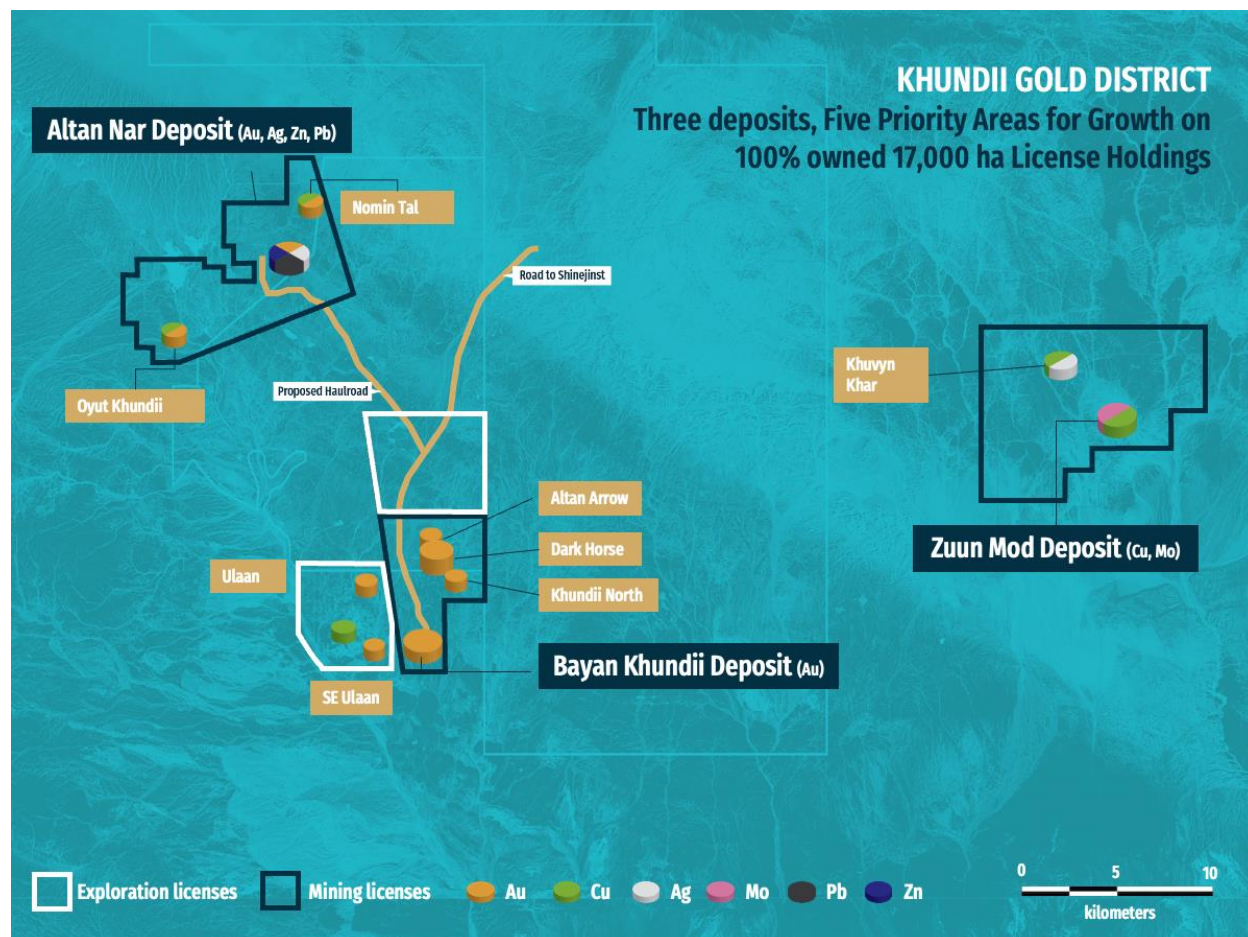 KHUNDII GOLD DISTRICT
Three deposits, Five Priority Areas for Growth on
100% owned 17,000 ha License Holdings
Altan Nar Deposit (Au, Ag, Zn, Pb)
Nomin Tal
Road to Shinejinst
Proposed Haulroad
Oyut Khundii
Khuvyn
Khar
Altan Arrow
Dark Horse
Khundii North
Zuun Mod Deposit (Cu, Mo)
Ulaan
Bayan Khundii Deposit (Au)
SE Ulaan
Exploration licenses
Mining licenses
Au
Cu
Ag
Mo
Pb
Zn
0 5 10
kilometers